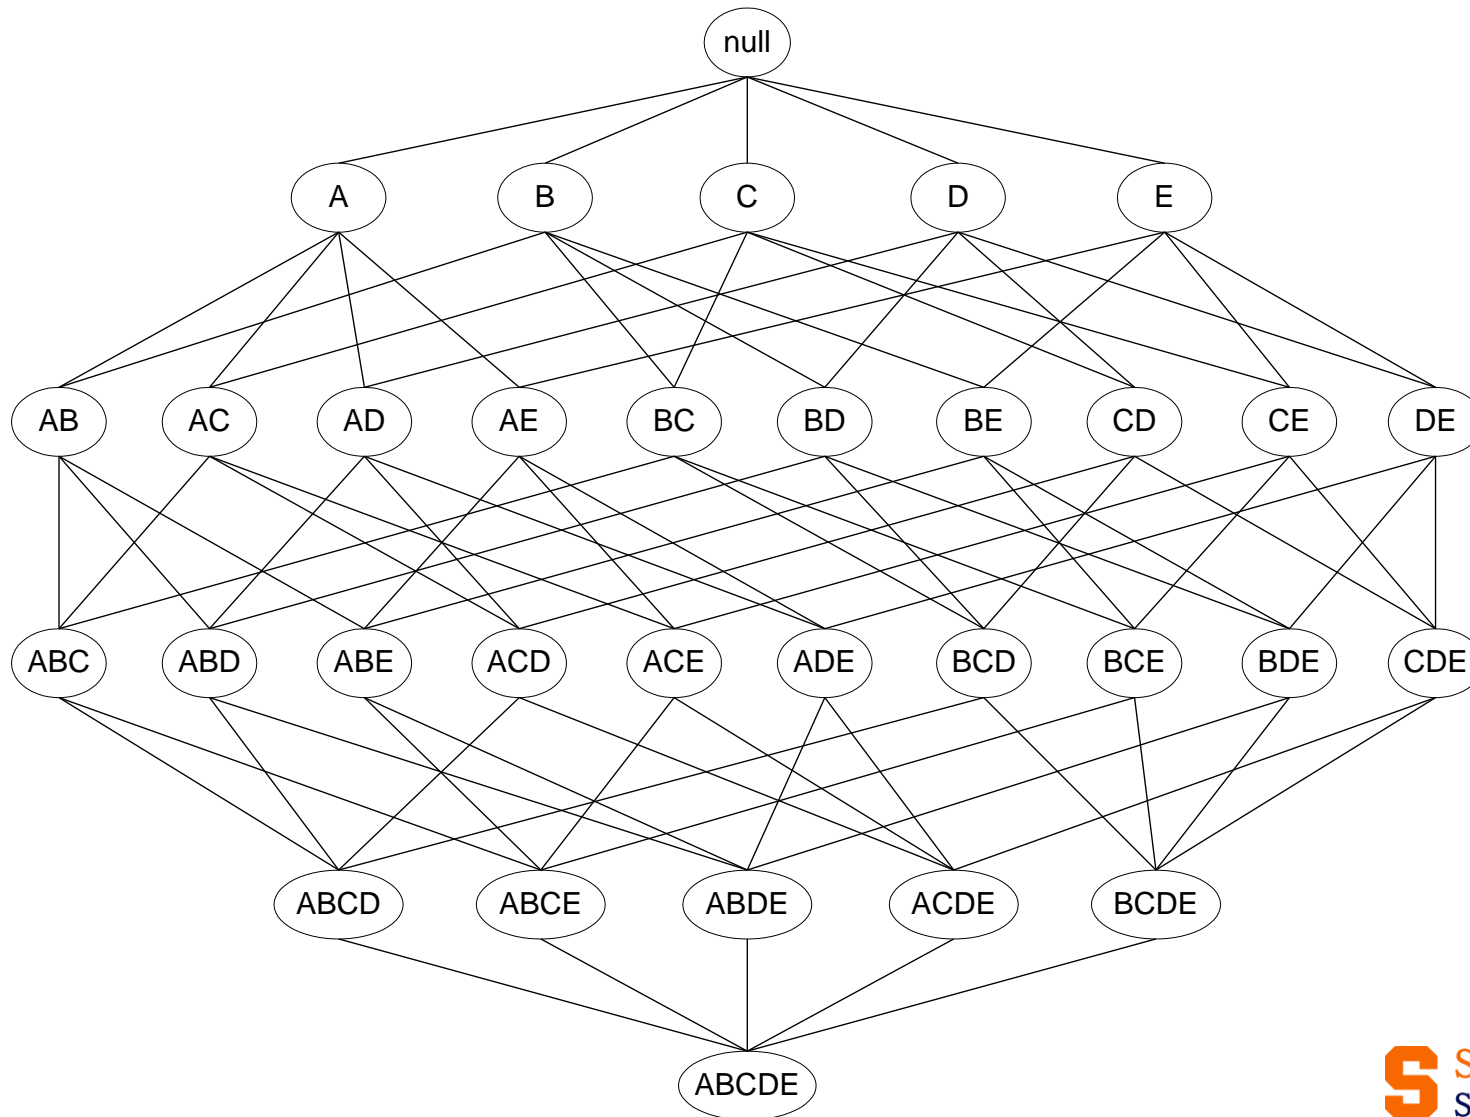 null
A B C D E
AB AC AD AE BC BD BE CD CE DE
ABC ABD ABE ACD ACE ADE BCD BCE BDE CDE
ABCD ABCE ABDE ACDE BCDE
ABCDE
S
S
S